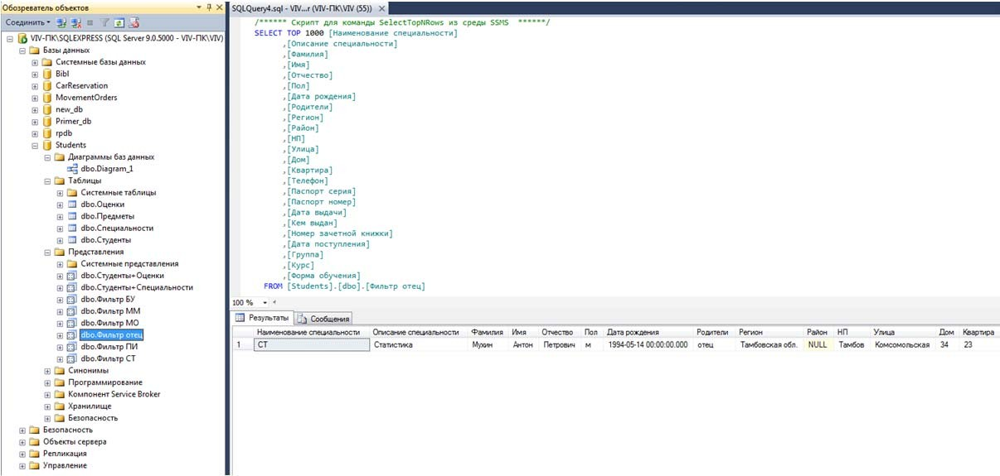 Обозреватель объектов
Соединить
VIV-ПК\SQLEXPRESS (SQL Server 9.0.5000 - VIV-ПК\VIV)
Базы данных
Системные базы данных
Bibl
CarReservation
MovementOrders
new_db
Primer_db
rpdb
Students
Диаграммы баз данных
dbo.Diagram_1
Таблицы
Системные таблицы
dbo.Оценки
dbo.Предметы
dbo.Специальности
dbo.Студенты
Представления
Системные представления
dbo.Студенты+Оценки
dbo.Студенты+Специальности
dbo.Фильтр БУ
dbo.Фильтр ММ
dbo.Фильтр МО
dbo.Фильтр отец
dbo.Фильтр ПИ
dbo.Фильтр СТ
Синонимы
Программирование
Компонент Service Broker
Хранилище
Безопасность
Безопасность
Объекты сервера
Репликация
Управление
SQLQuery4.sql - VIV...r (VIV-ПК\VIV (55))
/****** Скрипт для команды SelectTopNRows из среды SSMS ******/
SELECT TOP 1000 [Наименование специальности]
,[Описание специальности]
,[Фамилия]
,[Имя]
,[Отчество]
,[Пол]
,[Дата рождения]
,[Родители]
,[Регион]
,[Район]
,[НП]
,[Улица]
,[Дом]
,[Квартира]
,[Телефон]
,[Паспорт серия]
,[Паспорт номер]
,[Дата выдачи]
,[Кем выдан]
,[Номер зачетной книжки]
,[Дата поступления]
,[Группа]
,[Курс]
,[Форма обучения]
FROM [Students].[dbo].[Фильтр отец]
100 %
Результаты Сообщения
Наименование специальности Описание специальности Фамилия Имя Отчество Пол Дата рождения Родители Регион Район НП Улица Дом Квартира
1 СТ Статистика Мухин Антон Петрович м 1994-05-14 00:00:00.000 отец Тамбовская обл. NULL Тамбов Комсомольская 34 23